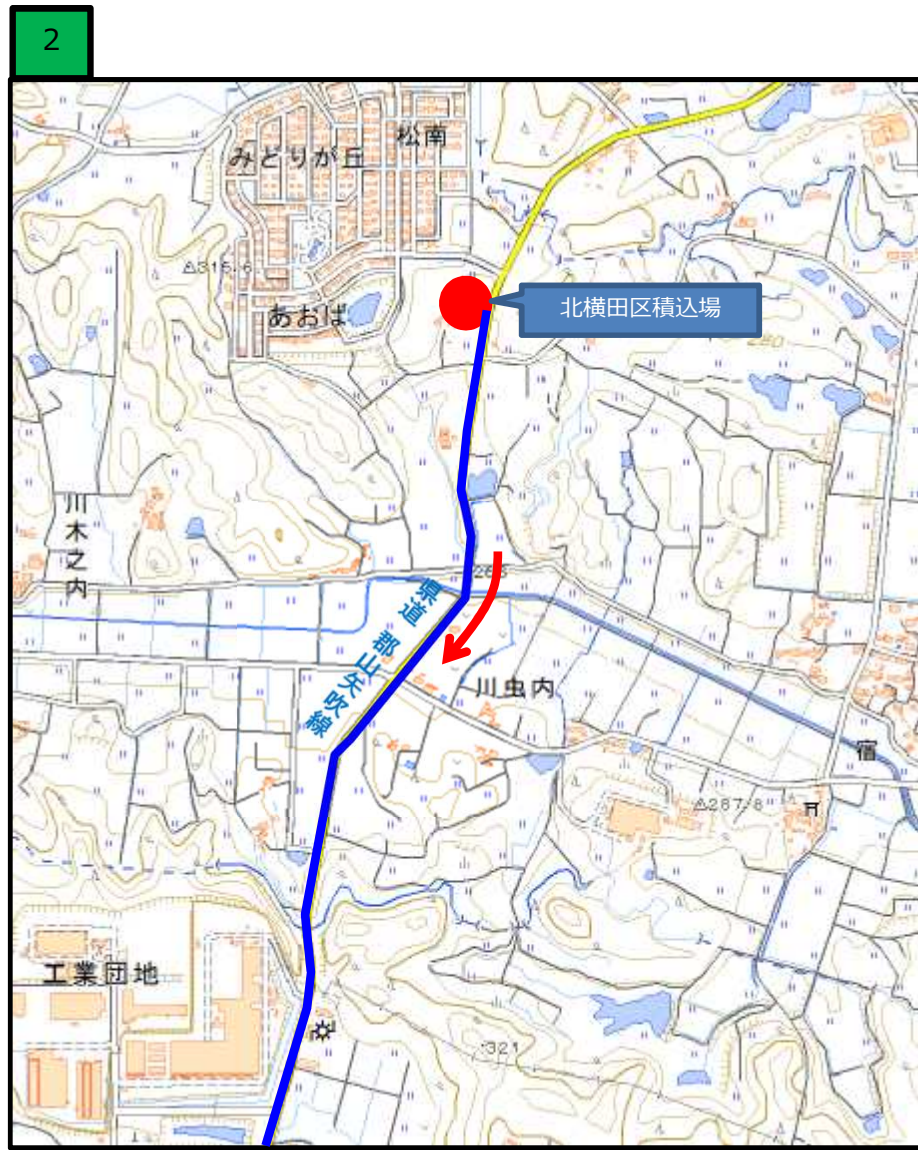 2
松南
みどりが丘
316.6
あおば
北横田区積込場
川木之内
県道 郡山矢吹線
川虫内
宿
287.8
工業団地
321